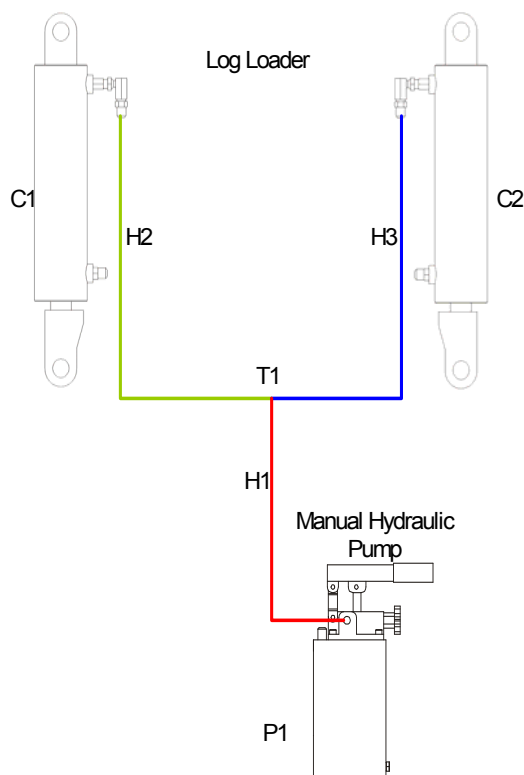 Log Loader
C1
C2
H2
H3
T1
H1
Manual Hydraulic
Pump
P1